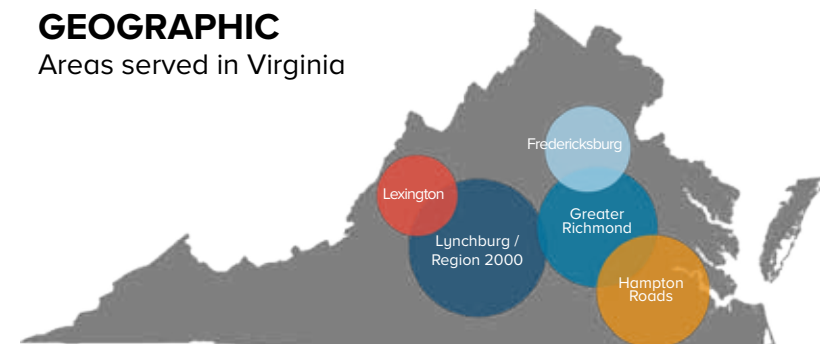 GEOGRAPHIC
Areas served in Virginia
Fredericksburg
Lexington
Greater
Richmond
Lynchburg /
Region 2000
Hampton
Roads